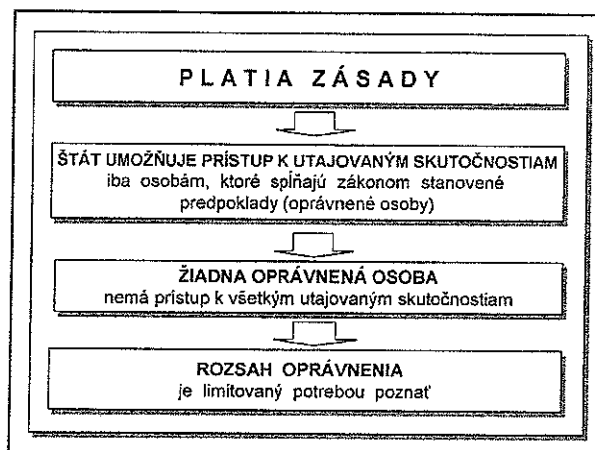 PLATIA ZÁSADY
ŠTÁT UMOŽŇUJE PRÍSTUP K UTAJOVANÝM SKUTOČNOSTIAM
iba osobám, ktoré spĺňajú zákonom stanovené
predpoklady (oprávnené osoby)
ŽIADNA OPRÁVNENÁ OSOBA
nemá prístup k všetkým utajovaným skutočnostiam
ROZSAH OPRÁVNENIA
je limitovaný potrebou poznať